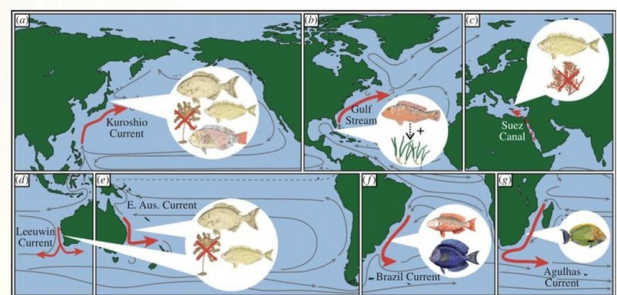 (a)
Kuroshio
Current
(b)
Gulf
Stream
+
(c)
Suez
Canal
(d)
Leeuwin
Current
(e)
E. Aus. Current
(f)
Brazil Current
(g)
Agulhas
Current